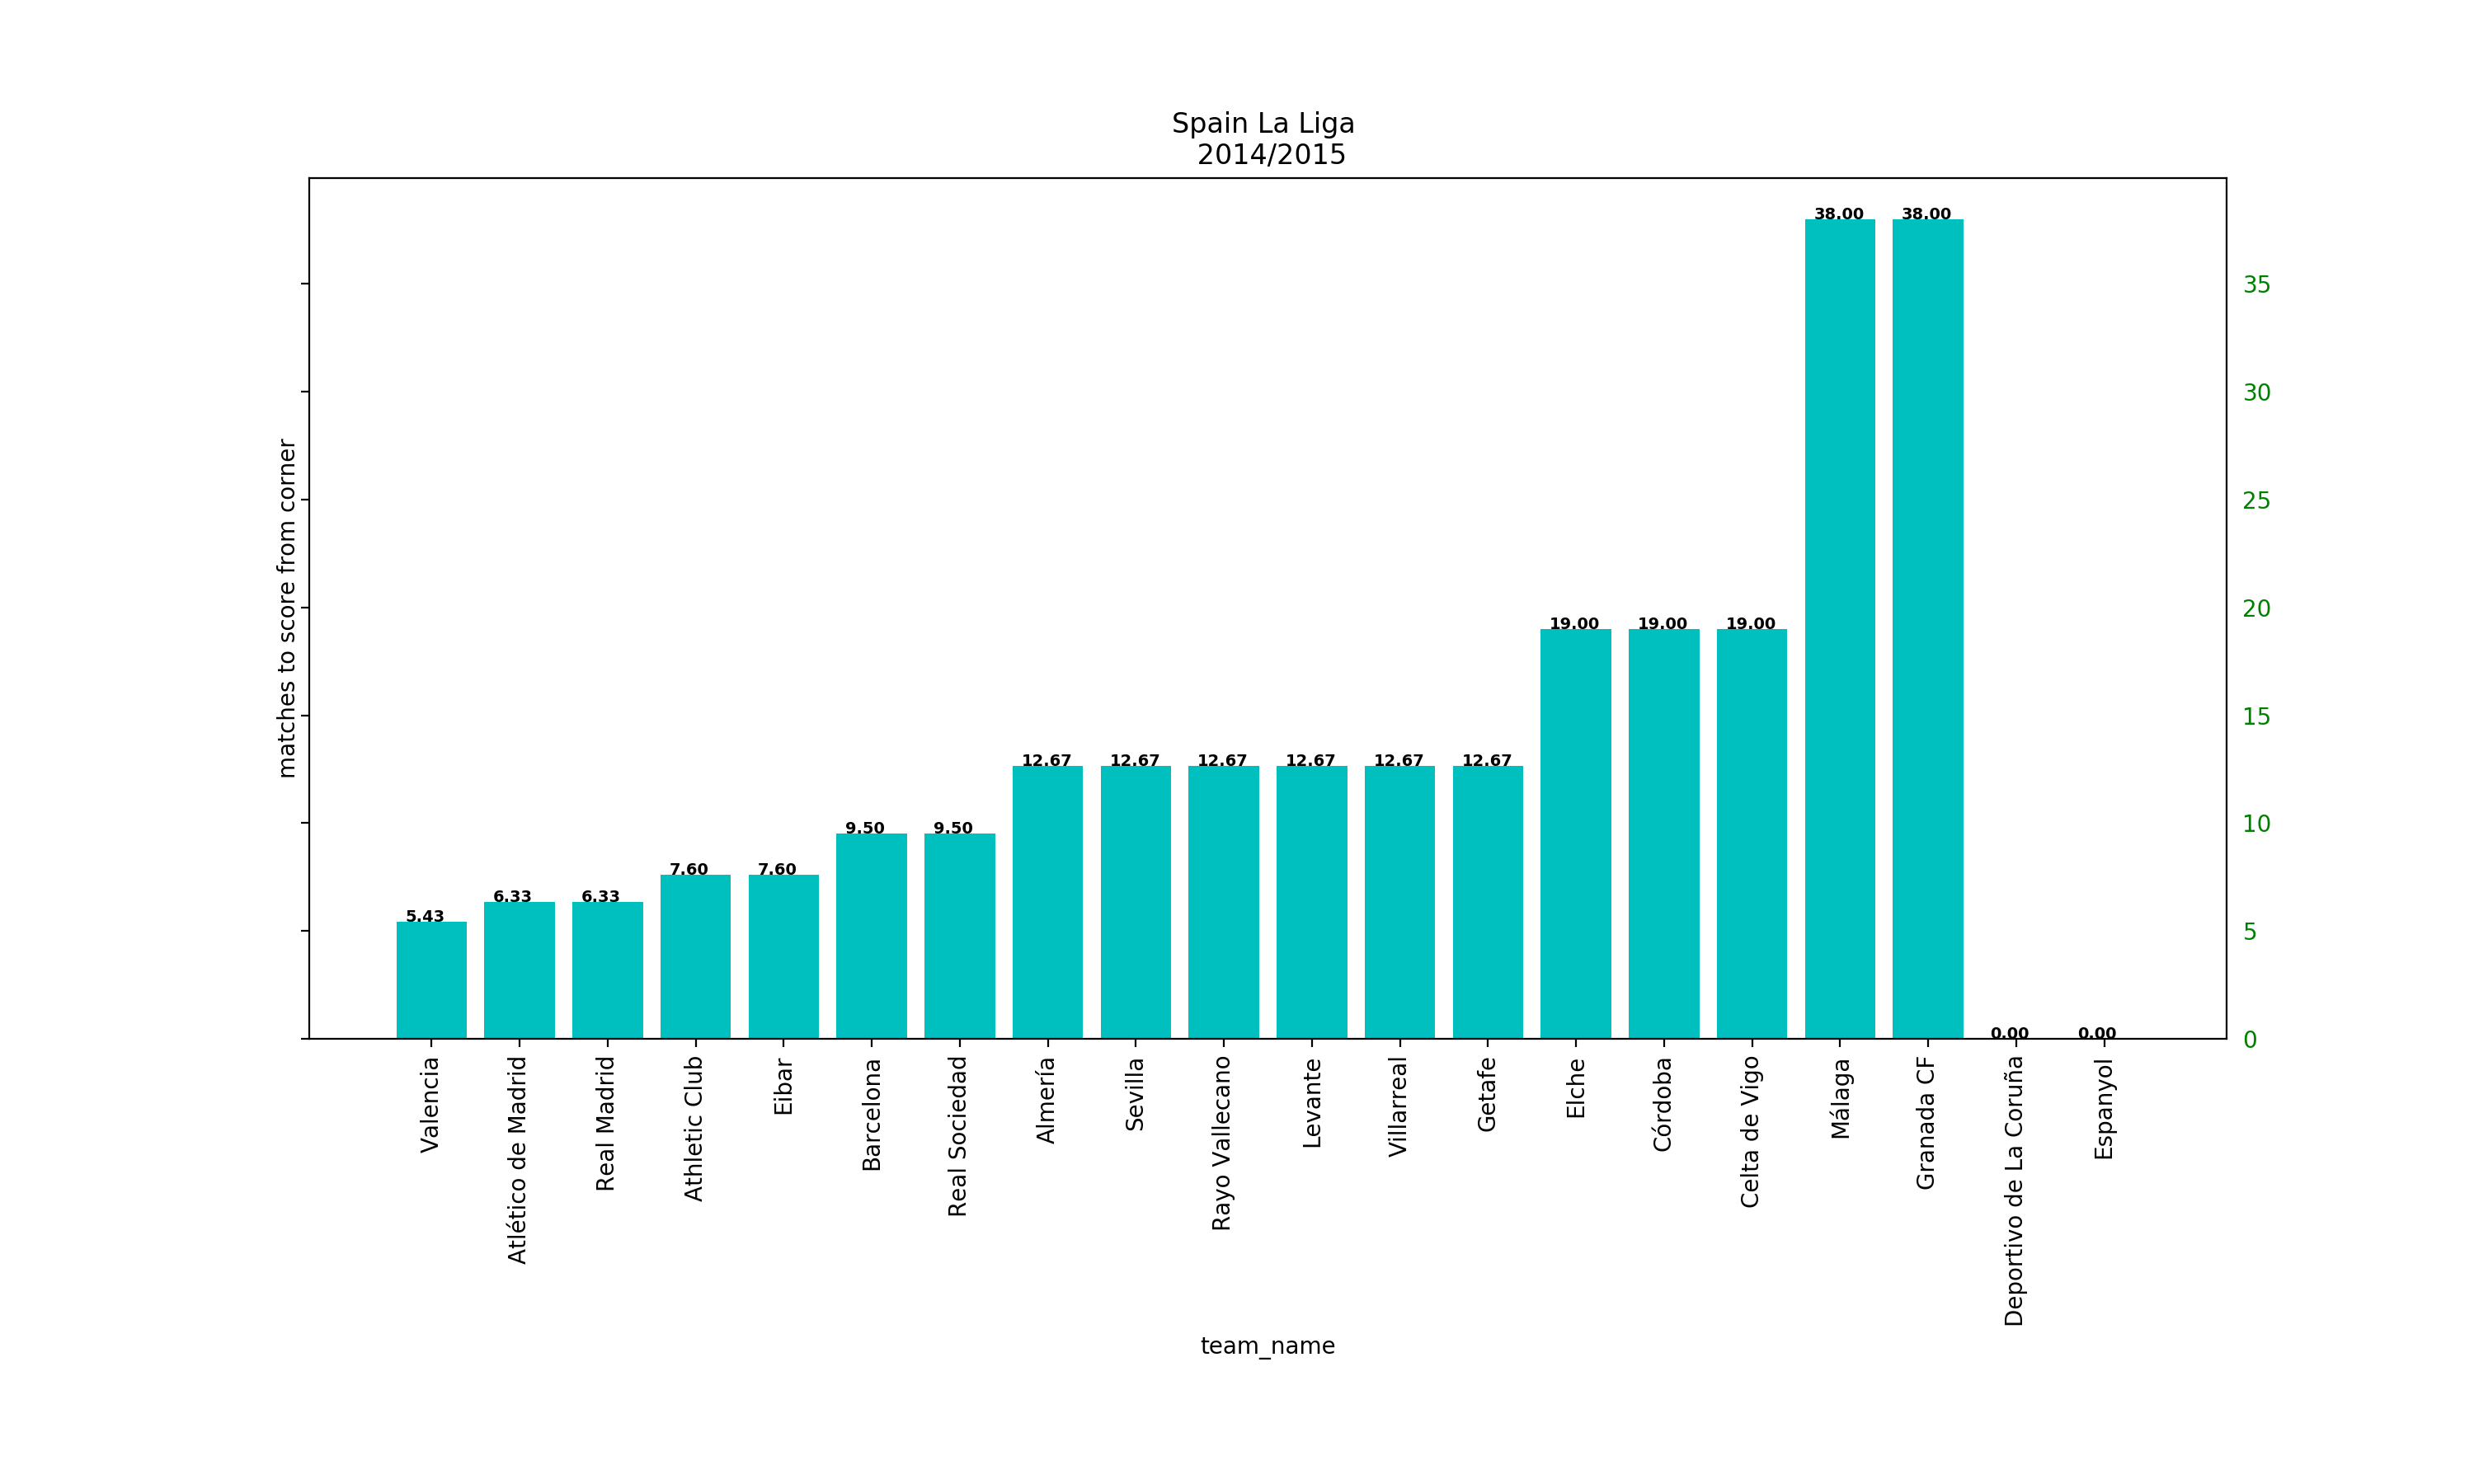 Spain La Liga
2014/2015
matches to score from corner
38.00 38.00
35
30
25
20
19.00 19.00 19.00
15
12.67 12.67 12.67 12.67 12.67 12.67
10
9.50 9.50
7.60 7.60
6.33 6.33
5.43
5
0.00 0.00
0
Valencia
Atlético de Madrid
Real Madrid
Athletic Club
Eibar
Barcelona
Real Sociedad
Almería
Sevilla
Rayo Vallecano
Levante
Villarreal
Getafe
Elche
Córdoba
Celta de Vigo
Málaga
Granada CF
Deportivo de La Coruña
Espanyol
team_name